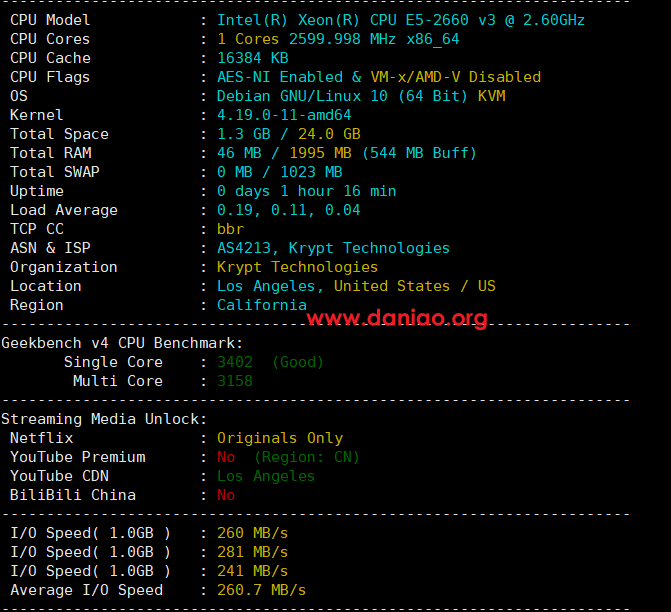 ----------------------------------------------------------------------
CPU Model            : Intel(R) Xeon(R) CPU E5-2660 v3 @ 2.60GHz
CPU Cores            : 1 Cores 2599.998 MHz x86_64
CPU Cache            : 16384 KB
CPU Flags            : AES-NI Enabled & VM-x/AMD-V Disabled
OS                   : Debian GNU/Linux 10 (64 Bit) KVM
Kernel               : 4.19.0-11-amd64
Total Space          : 1.3 GB / 24.0 GB
Total RAM            : 46 MB / 1995 MB (544 MB Buff)
Total SWAP           : 0 MB / 1023 MB
Uptime               : 0 days 1 hour 16 min
Load Average         : 0.19, 0.11, 0.04
TCP CC               : bbr
ASN & ISP            : AS4213, Krypt Technologies
Organization         : Krypt Technologies
Location             : Los Angeles, United States / US
Region               : California
www.daniao.org
----------------------------------------------------------------------
Geekbench v4 CPU Benchmark:
Single Core    : 3402  (Good)
Multi Core    : 3158
----------------------------------------------------------------------
Streaming Media Unlock:
Netflix              : Originals Only
YouTube Premium      : No  (Region: CN)
YouTube CDN          : Los Angeles
BiliBili China       : No
----------------------------------------------------------------------
I/O Speed( 1.0GB )   : 260 MB/s
I/O Speed( 1.0GB )   : 281 MB/s
I/O Speed( 1.0GB )   : 241 MB/s
Average I/O Speed    : 260.7 MB/s
----------------------------------------------------------------------